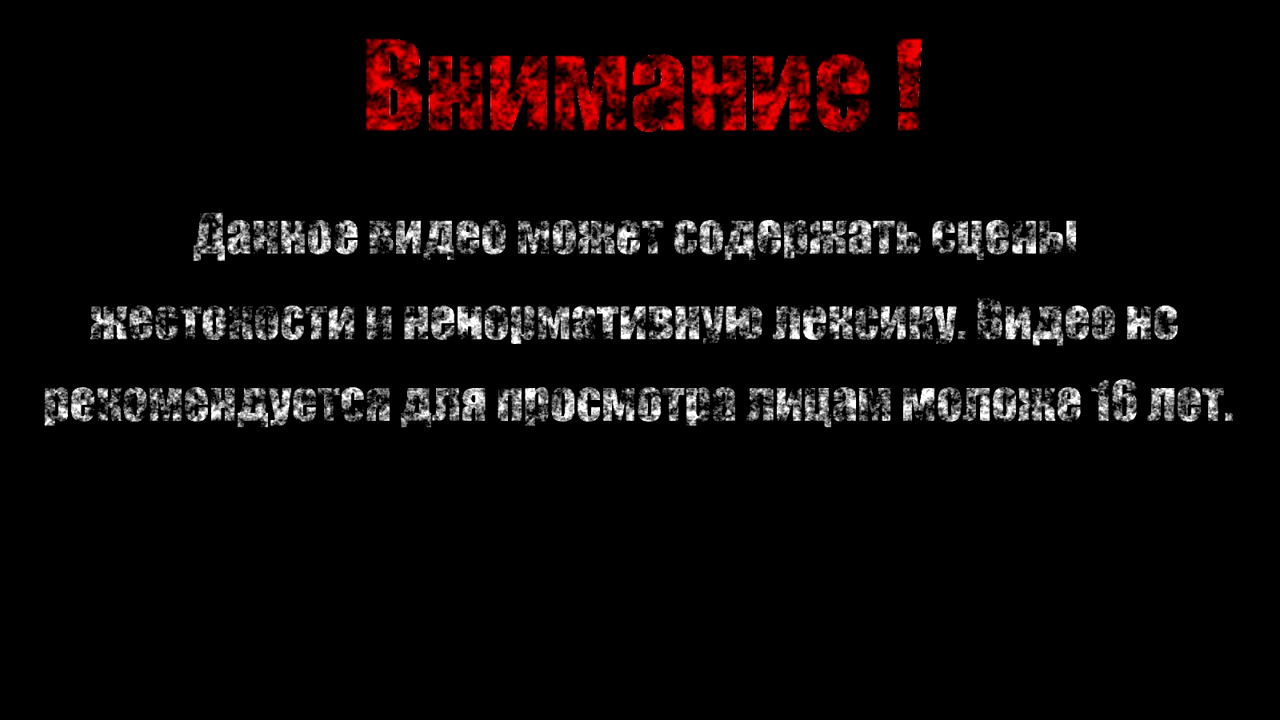 Внимание !
Данное видео может содержать сцены
жестокости и ненормативную лексику. Видео не
рекомендуется для просмотра лицам моложе 16 лет.